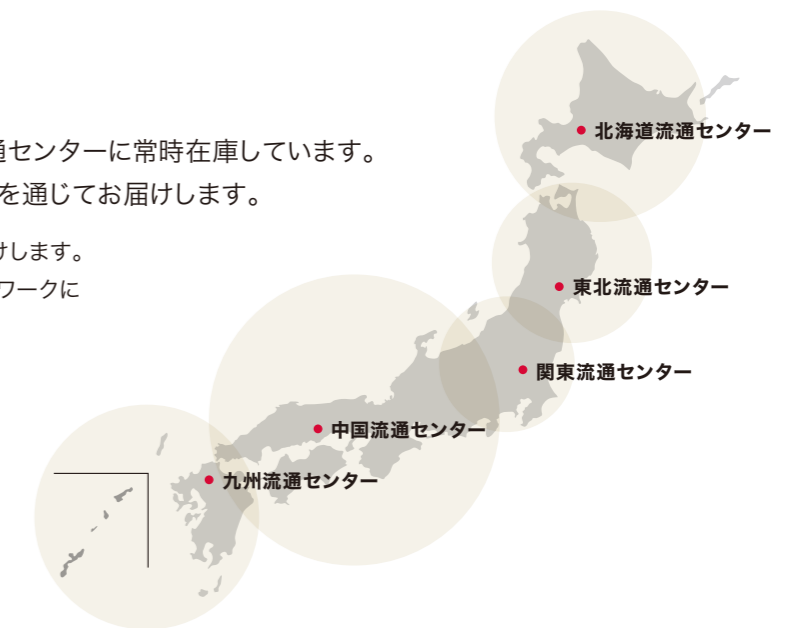 通センターに常時在庫しています。
を通じてお届けします。
けします。
ワークに
北海道流通センター
東北流通センター
関東流通センター
中国流通センター
九州流通センター